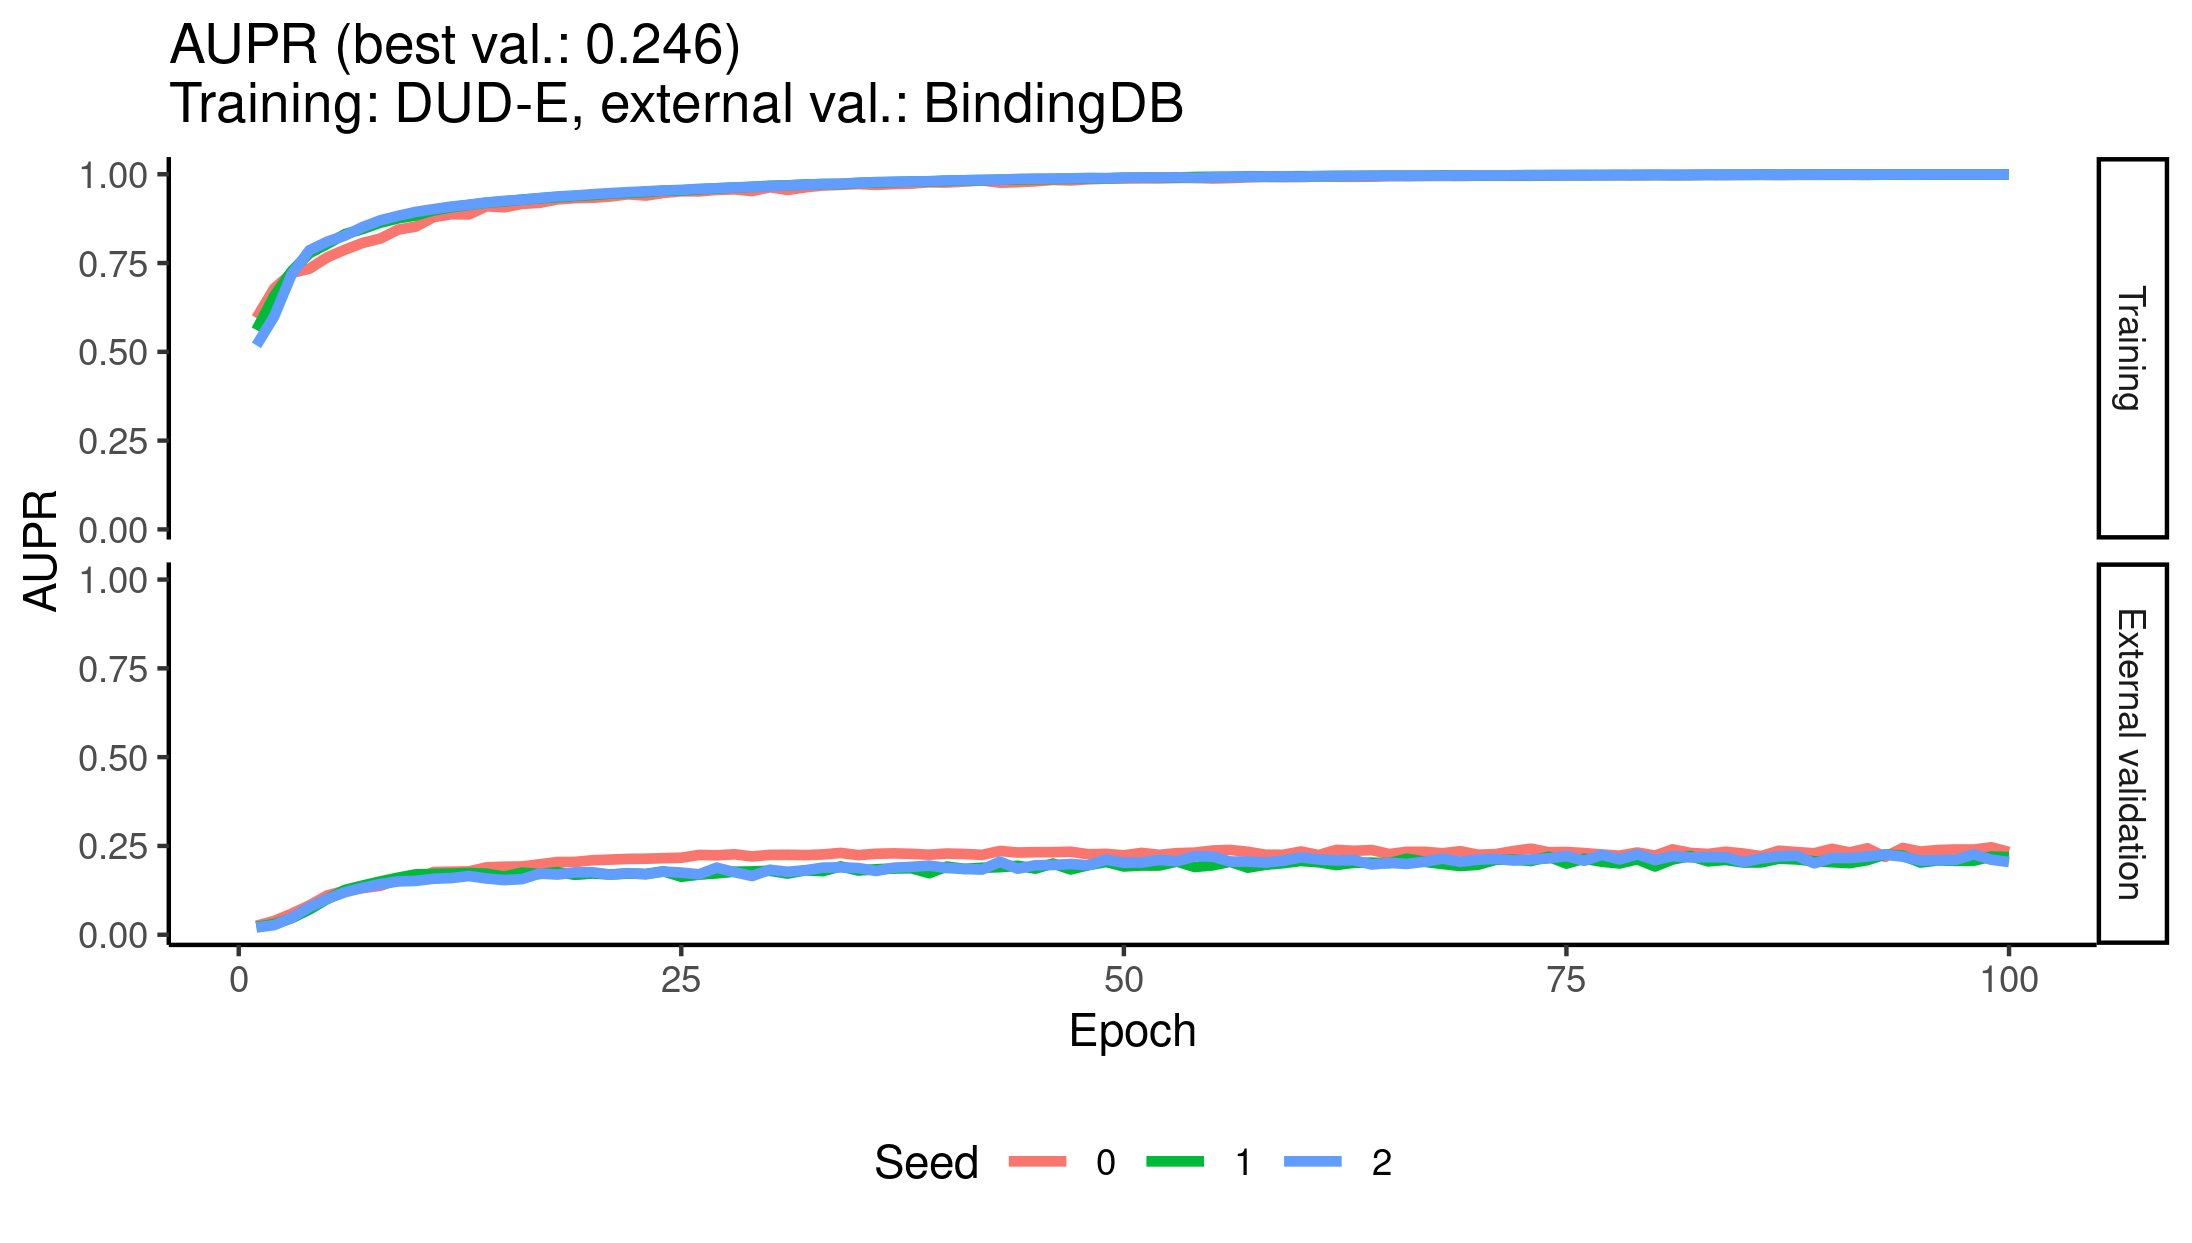 AUPR (best val.: 0.246)
Training: DUD-E, external val.: BindingDB
AUPR
1.00
0.75
0.50
0.25
0.00
Training
1.00
0.75
0.50
0.25
0.00
External validation
0 25 50 75 100
Epoch
Seed 0 1 2